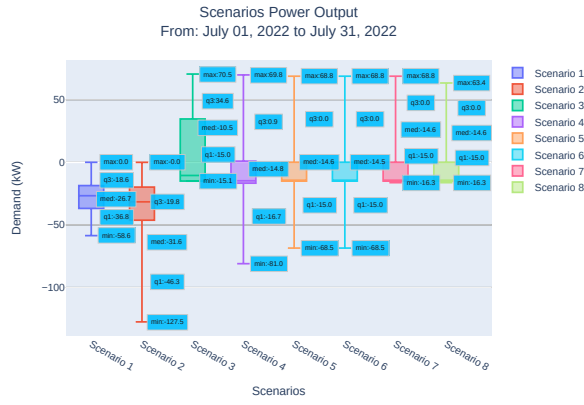 Scenarios Power Output
From: July 01, 2022 to July 31, 2022
Demand (kW)
50
0
−50
−100
max:0.0
q3:-18.6
med:-26.7
q1:-36.8
min:-58.6
max:-0.0
q3:-19.8
med:-31.6
q1:-46.3
min:-127.5
max:70.5
q3:34.6
med:-10.5
q1:-15.0
min:-15.1
max:69.8
q3:0.9
med:-14.8
q1:-16.7
min:-81.0
max:68.8
q3:0.0
med:-14.6
q1:-15.0
min:-68.5
max:68.8
q3:0.0
med:-14.5
q1:-15.0
min:-68.5
max:68.8
q3:0.0
med:-14.6
q1:-15.0
min:-16.3
max:63.4
q3:0.0
med:-14.6
q1:-15.0
min:-16.3
Scenario 1
Scenario 2
Scenario 3
Scenario 4
Scenario 5
Scenario 6
Scenario 7
Scenario 8
Scenarios
Scenario 1
Scenario 2
Scenario 3
Scenario 4
Scenario 5
Scenario 6
Scenario 7
Scenario 8